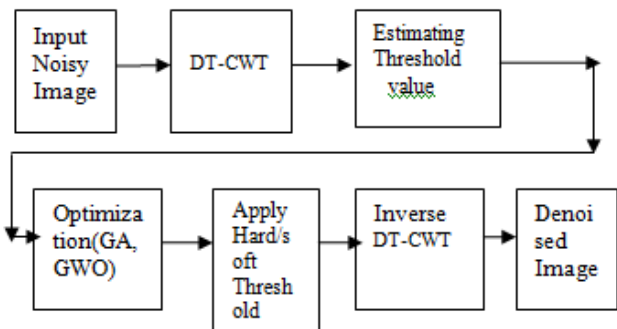 Input
Noisy
Image
DT-CWT
Estimating
Threshold
value
Optimiza
tion(GA,
GWO)
Apply
Hard/s
oft
Thresh
old
Inverse
DT-CWT
Denoi
sed
Image